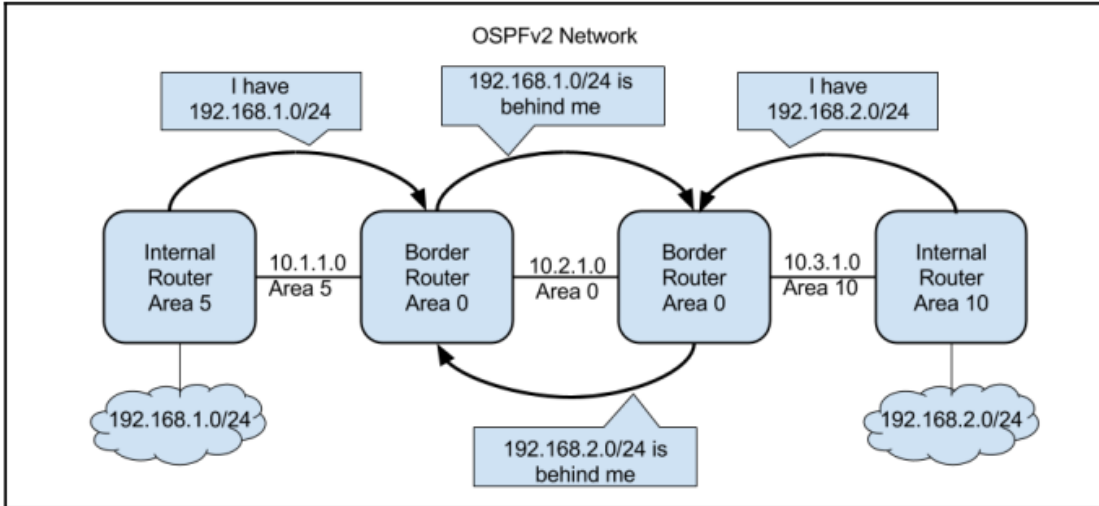 OSPFv2 Network
I have
192.168.1.0/24
192.168.1.0/24 is
behind me
I have
192.168.2.0/24
Internal
Router
Area 5
10.1.1.0
Area 5
Border
Router
Area 0
10.2.1.0
Area 0
Border
Router
Area 0
10.3.1.0
Area 10
Internal
Router
Area 10
192.168.1.0/24
192.168.2.0/24
192.168.2.0/24 is
behind me